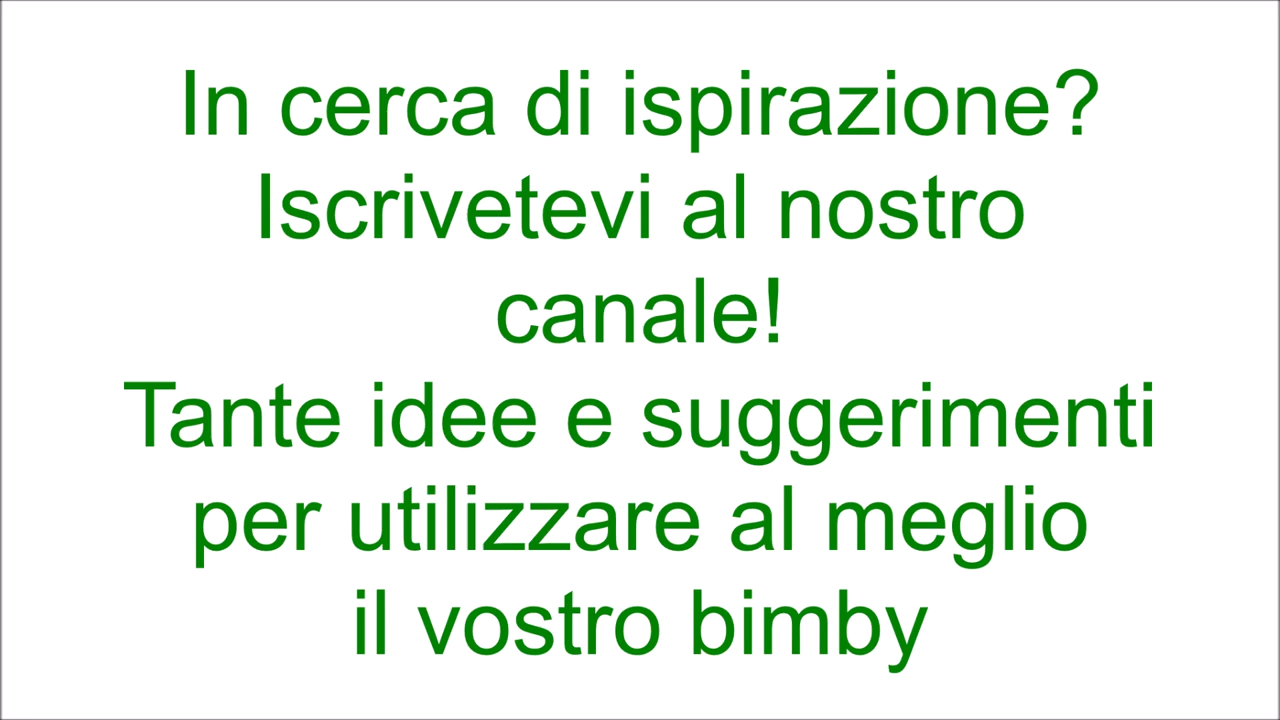 In cerca di ispirazione?
Iscrivetevi al nostro
canale!
Tante idee e suggerimenti
per utilizzare al meglio
il vostro bimby